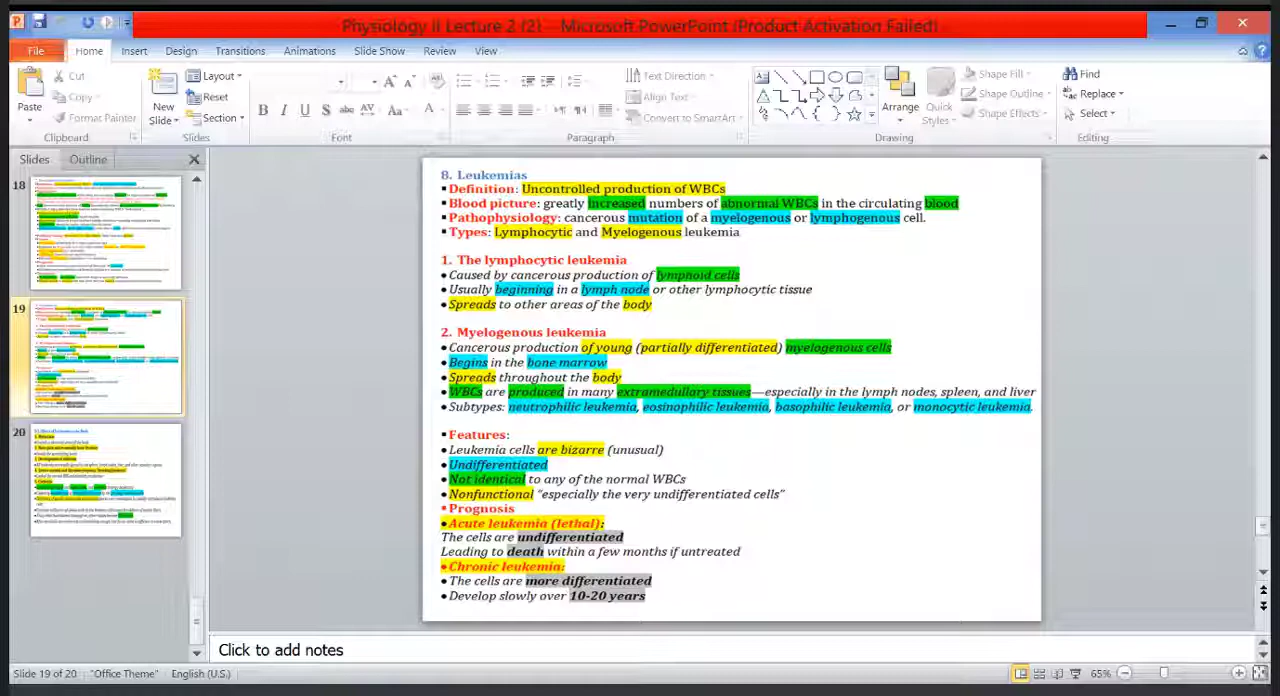 Physiology II Lecture 2 (2) - Microsoft PowerPoint (Product Activation Failed)
File Home Insert Design Transitions Animations Slide Show Review View
Cut
Copy
Format Painter
Paste
Clipboard
New
Slide
Layout
Reset
Section
Slides
Font
Text Direction
Align Text
Convert to SmartArt
Paragraph
Arrange
Quick
Styles
Shape Fill
Shape Outline
Shape Effects
Drawing
Find
Replace
Select
Editing
Slides Outline
18
19
20
8. Leukemias
▪Definition: Uncontrolled production of WBCs
▪Blood picture: greatly increased numbers of abnormal WBCs in the circulating blood
▪Pathophysiology: cancerous mutation of a myelogenous or lymphogenous cell.
▪Types: Lymphocytic and Myelogenous leukemia
1. The lymphocytic leukemia
•Caused by cancerous production of lymphoid cells
•Usually beginning in a lymph node or other lymphocytic tissue
•Spreads to other areas of the body
2. Myelogenous leukemia
•Cancerous production of young (partially differentiated) myelogenous cells
•Begins in the bone marrow
•Spreads throughout the body
•WBCs are produced in many extramedullary tissues—especially in the lymph nodes, spleen, and liver
•Subtypes: neutrophilic leukemia, eosinophilic leukemia, basophilic leukemia, or monocytic leukemia.
▪Features:
•Leukemia cells are bizarre (unusual)
•Undifferentiated
•Not identical to any of the normal WBCs
•Nonfunctional "especially the very undifferentiated cells"
•Prognosis
•Acute leukemia (lethal):
The cells are undifferentiated
Leading to death within a few months if untreated
•Chronic leukemia:
•The cells are more differentiated
•Develop slowly over 10-20 years
Click to add notes
Slide 19 of 20 "Office Theme" English (U.S.) 65%